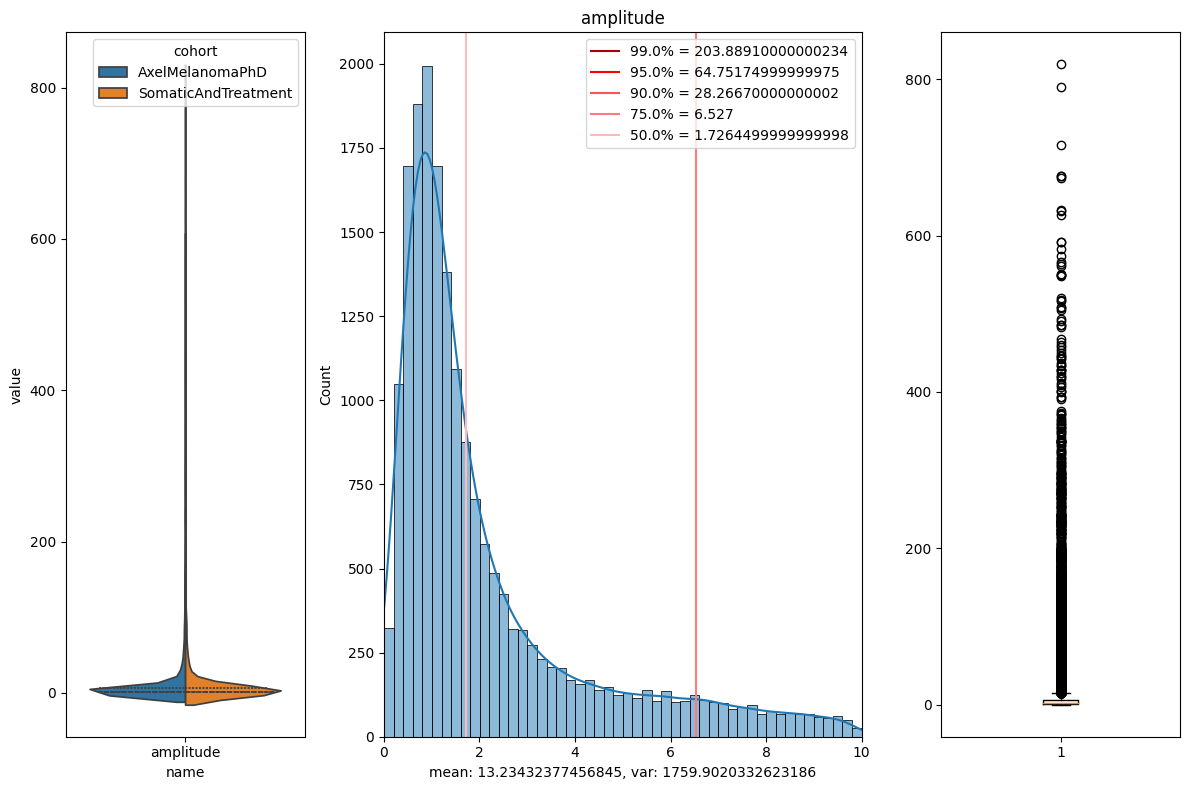 cohort
AxelMelanomaPhD
SomaticAndTreatment
800
600
400
200
0
value
amplitude
name
amplitude
99.0% = 203.88910000000234
95.0% = 64.75174999999975
90.0% = 28.26670000000002
75.0% = 6.527
50.0% = 1.7264499999999998
2000
1750
1500
1250
1000
750
500
250
0
Count
0 2 4 6 8 10
mean: 13.23432377456845, var: 1759.9020332623186
800
600
400
200
0
1